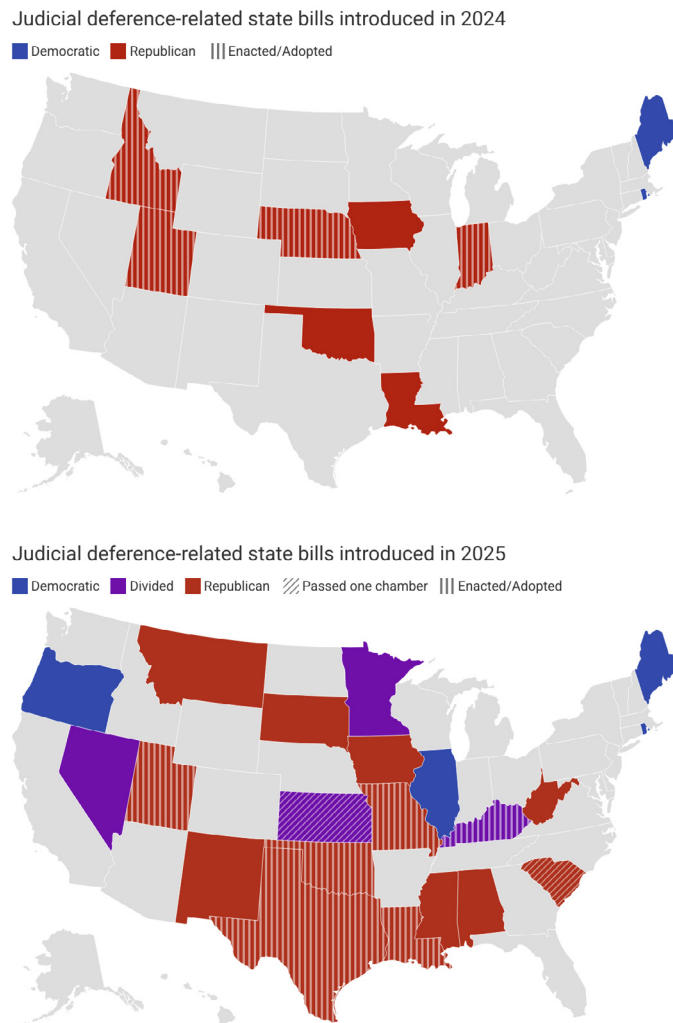 Judicial deference-related state bills introduced in 2024
Democratic Republican Enacted/Adopted
Judicial deference-related state bills introduced in 2025
Democratic Divided Republican Passed one chamber Enacted/Adopted